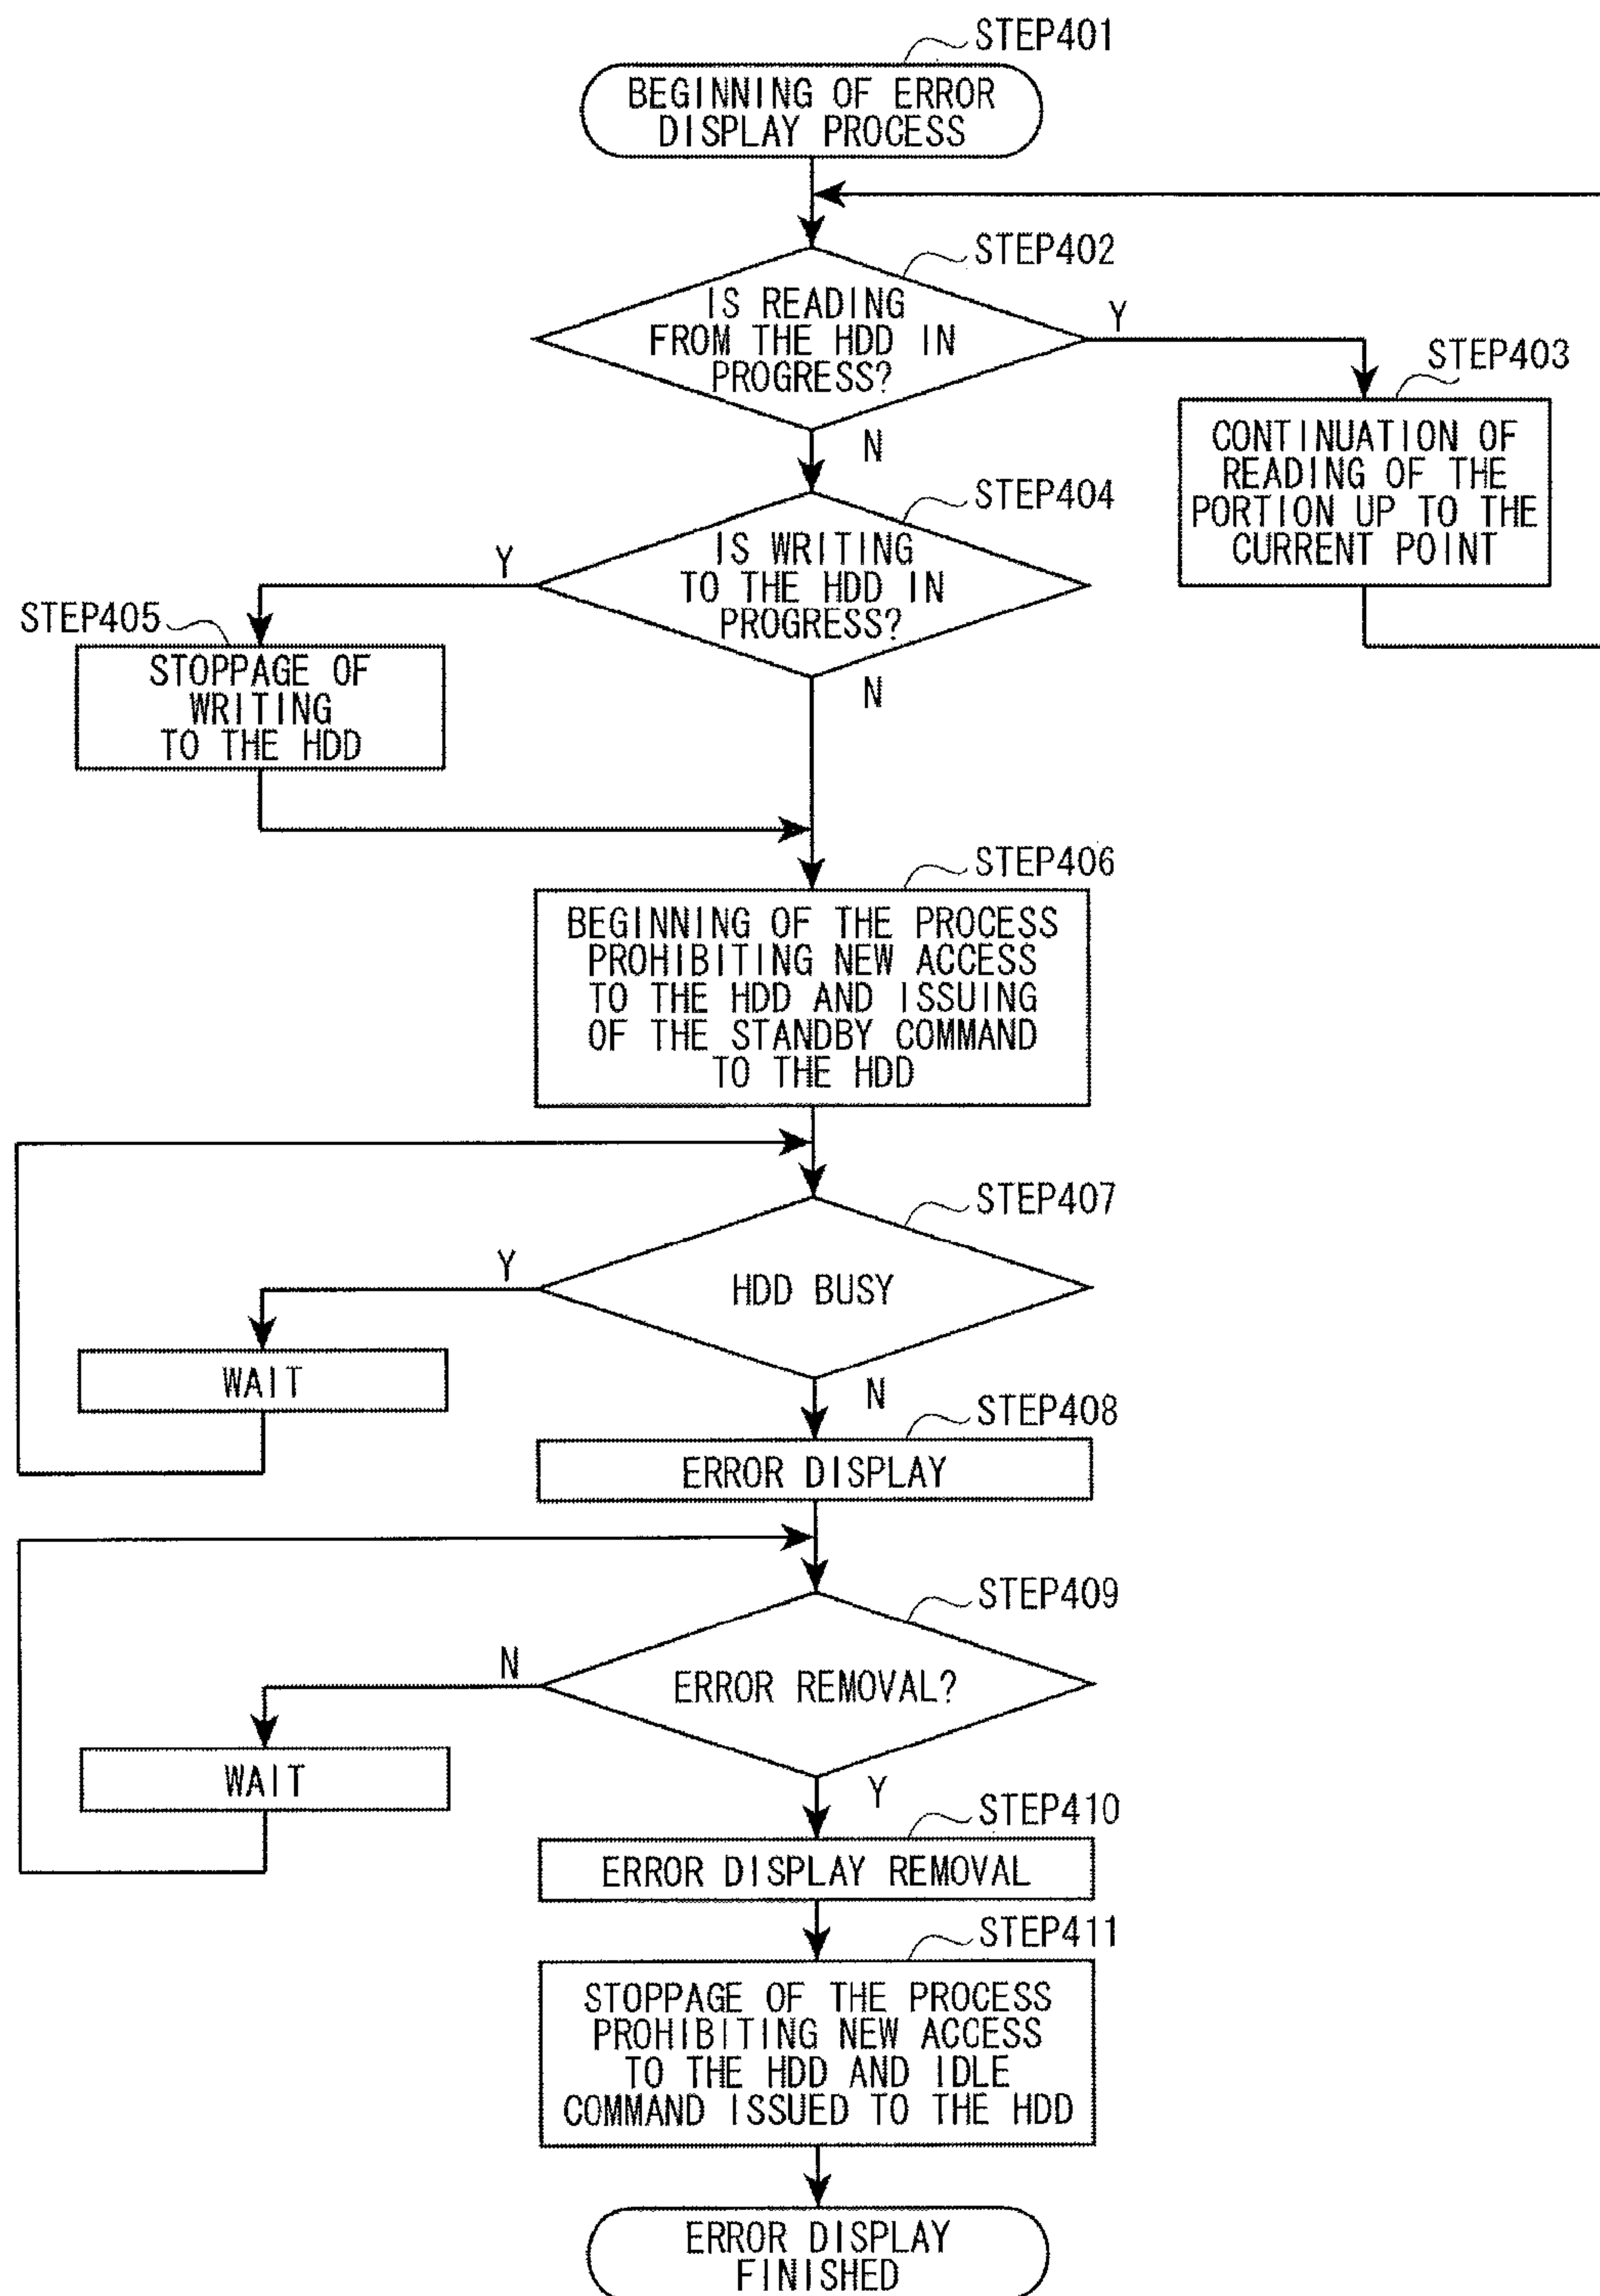 STEP401
BEGINNING OF ERROR
DISPLAY PROCESS
STEP402
IS READING
FROM THE HDD IN
PROGRESS?
Y
N
STEP403
CONTINUATION OF
READING OF THE
PORTION UP TO THE
CURRENT POINT
STEP404
IS WRITING
TO THE HDD IN
PROGRESS?
Y
N
STEP405
STOPPAGE OF
WRITING
TO THE HDD
STEP406
BEGINNING OF THE PROCESS
PROHIBITING NEW ACCESS
TO THE HDD AND ISSUING
OF THE STANDBY COMMAND
TO THE HDD
STEP407
HDD BUSY
Y
WAIT
N
STEP408
ERROR DISPLAY
STEP409
ERROR REMOVAL?
N
WAIT
Y
STEP410
ERROR DISPLAY REMOVAL
STEP411
STOPPAGE OF THE PROCESS
PROHIBITING NEW ACCESS
TO THE HDD AND IDLE
COMMAND ISSUED TO THE HDD
ERROR DISPLAY
FINISHED